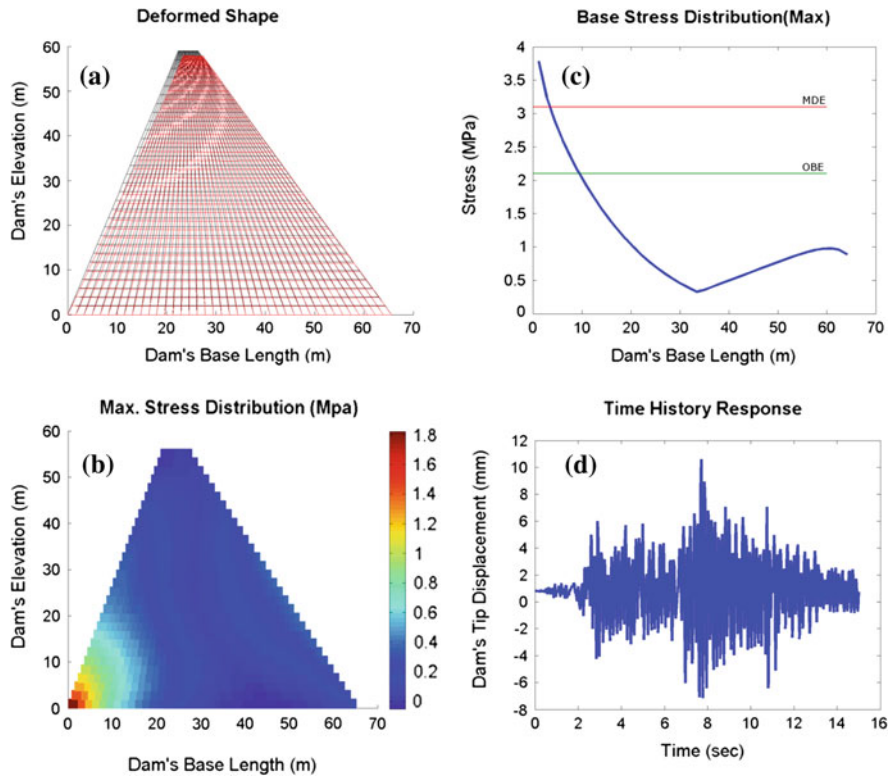 Deformed Shape
(a)
60
50
40
30
20
10
0
Dam's Elevation (m)
0 10 20 30 40 50 60 70
Dam's Base Length (m)
Base Stress Distribution(Max)
(c)
4
3.5
3
2.5
2
1.5
1
0.5
0
Stress (MPa)
MDE
OBE
0 10 20 30 40 50 60 70
Dam's Base Length (m)
Max. Stress Distribution (Mpa)
(b)
60
50
40
30
20
10
0
Dam's Elevation (m)
1.8
1.6
1.4
1.2
1
0.8
0.6
0.4
0.2
0
0 10 20 30 40 50 60 70
Dam's Base Length (m)
Time History Response
(d)
12
10
8
6
4
2
0
-2
-4
-6
-8
Dam's Tip Displacement (mm)
0 2 4 6 8 10 12 14 16
Time (sec)